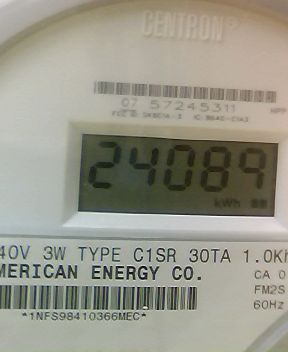 CENTRON®
07 57245311
24089
kWh
40V 3W TYPE C1SR 30TA 1.0Kh
MERICAN ENERGY CO.
CA 0
FM2S
60Hz
*1NFS98410366MEC*